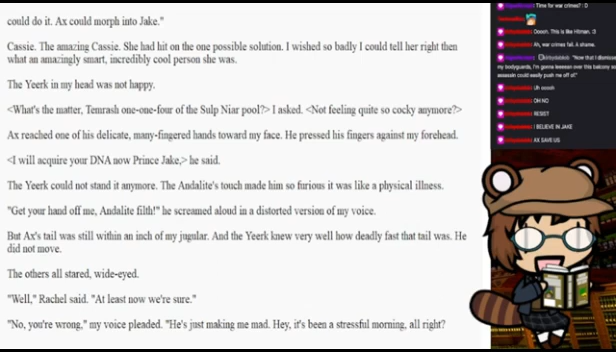 could do it. Ax could morph into Jake."
Cassie. The amazing Cassie. She had hit on the one possible solution. I wished so badly I could tell her right then
what an amazingly smart, incredibly cool person she was.
The Yeerk in my head was not happy.
<What's the matter, Temrash one-one-four of the Sulp Niar pool?> I asked. <Not feeling quite so cocky anymore?>
Ax reached one of his delicate, many-fingered hands toward my face. He pressed his fingers against my forehead.
<I will acquire your DNA now Prince Jake,> he said.
The Yeerk could not stand it anymore. The Andalite's touch made him so furious it was like a physical illness.
"Get your hand off me, Andalite filth!" he screamed aloud in a distorted version of my voice.
But Ax's tail was still within an inch of my jugular. And the Yeerk knew very well how deadly fast that tail was. He
did not move.
The others all stared, wide-eyed.
"Well," Rachel said. "At least now we're sure."
"No, you're wrong," my voice pleaded. "He's just making me mad. Hey, it's been a stressful morning, all right?
Time for war crimes? : D
Ooooh. This is like Hitman. :3
Ah, war crimes fall. A shame.
"Now that I dismiss
my bodyguards, I'm gonna leeeean over this balcony so
assassin could easily push me off of."
Uh ooooh
OH NO
RESIST
I BELIEVE IN JAKE
AX SAVE US